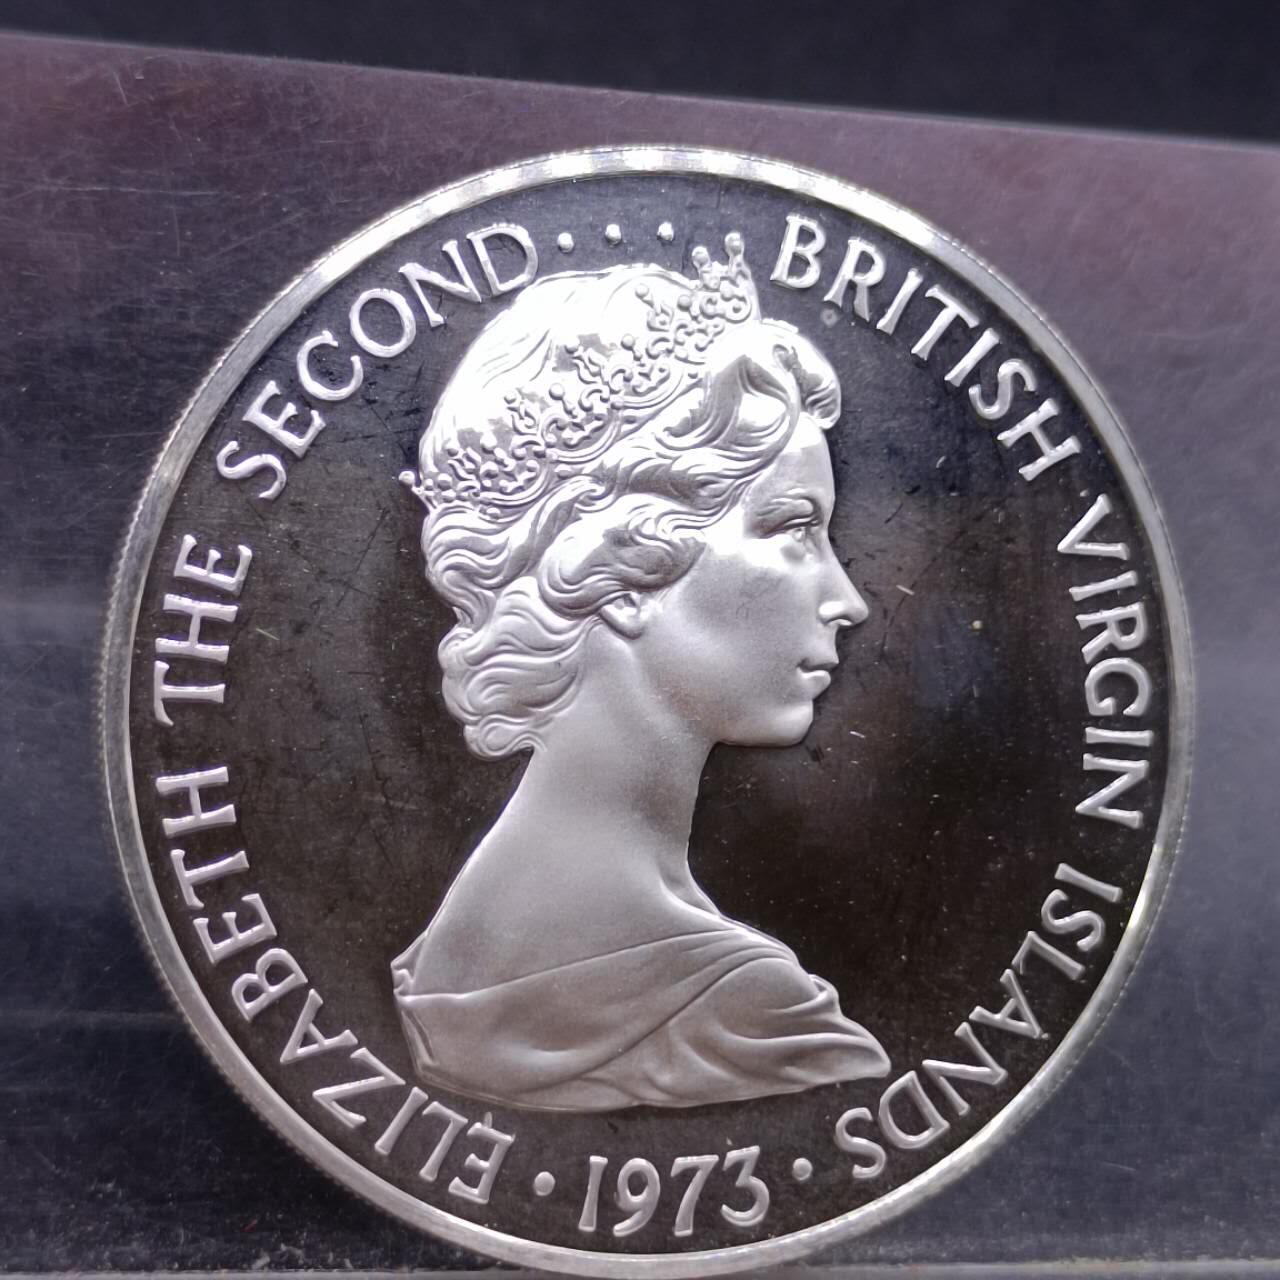 ELIZABETH THE SECOND.... BRITISH VIRGIN ISLANDS
· 1973 ·